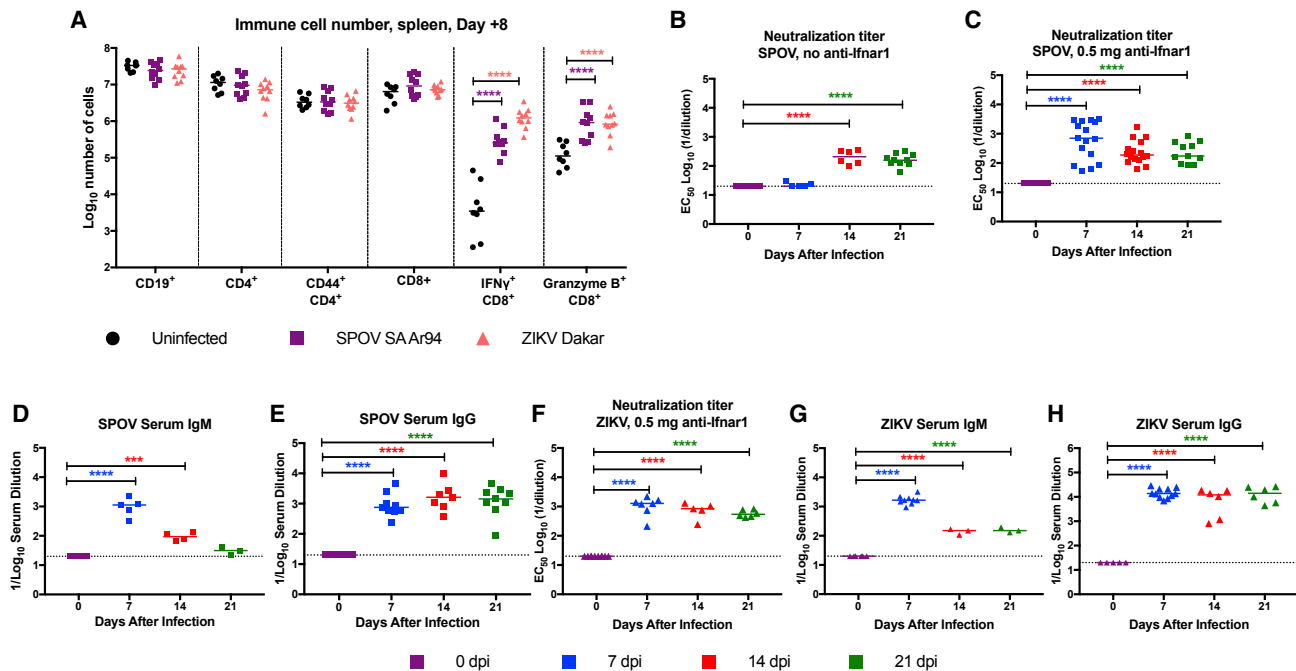 A
Immune cell number, spleen, Day +8
Log10 number of cells
8
7
6
5
4
3
2
****
****
****
****
CD19+
CD4+
CD44+
CD4+
CD8+
IFNγ+
CD8+
Granzyme B+
CD8+
Uninfected
SPOV SA Ar94
ZIKV Dakar
B
Neutralization titer
SPOV, no anti-Ifnar1
EC50 Log10 (1/dilution)
5
4
3
2
1
0
****
****
0
7
14
21
Days After Infection
C
Neutralization titer
SPOV, 0.5 mg anti-Ifnar1
EC50 Log10 (1/dilution)
5
4
3
2
1
0
****
****
****
0
7
14
21
Days After Infection
D
SPOV Serum IgM
1/Log10 Serum Dilution
5
4
3
2
1
0
***
****
0
7
14
21
Days After Infection
E
SPOV Serum IgG
1/Log10 Serum Dilution
5
4
3
2
1
0
****
****
****
0
7
14
21
Days After Infection
F
Neutralization titer
ZIKV, 0.5 mg anti-Ifnar1
EC50 Log10 (1/dilution)
5
4
3
2
1
0
****
****
****
0
7
14
21
Days After Infection
G
ZIKV Serum IgM
1/Log10 Serum Dilution
5
4
3
2
1
0
****
****
****
0
7
14
21
Days After Infection
H
ZIKV Serum IgG
1/Log10 Serum Dilution
6
5
4
3
2
1
0
****
****
****
0
7
14
21
Days After Infection
0 dpi
7 dpi
14 dpi
21 dpi